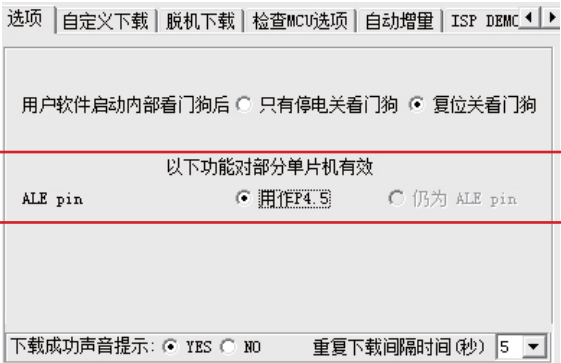 选项 自定义下载 脱机下载 检查MCU选项 自动增量 ISP DEMO
用户软件启动内部看门狗后 只有停电关看门狗 复位关看门狗
以下功能对部分单片机有效
ALE pin 用作P4.5 仍为 ALE pin
下载成功声音提示: YES NO 重复下载间隔时间(秒) 5